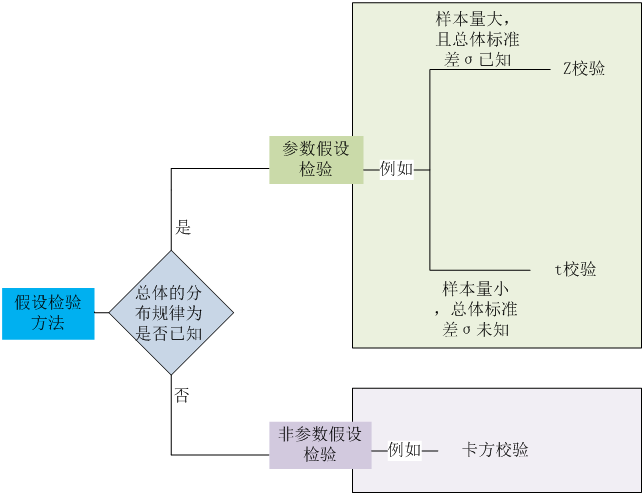 假设检验
方法
总体的分
布规律为
是否已知
是
参数假设
检验
例如
样本量大，
且总体标准
差σ已知
Z校验
样本量小
，总体标准
差σ未知
t校验
否
非参数假设
检验
例如
卡方校验